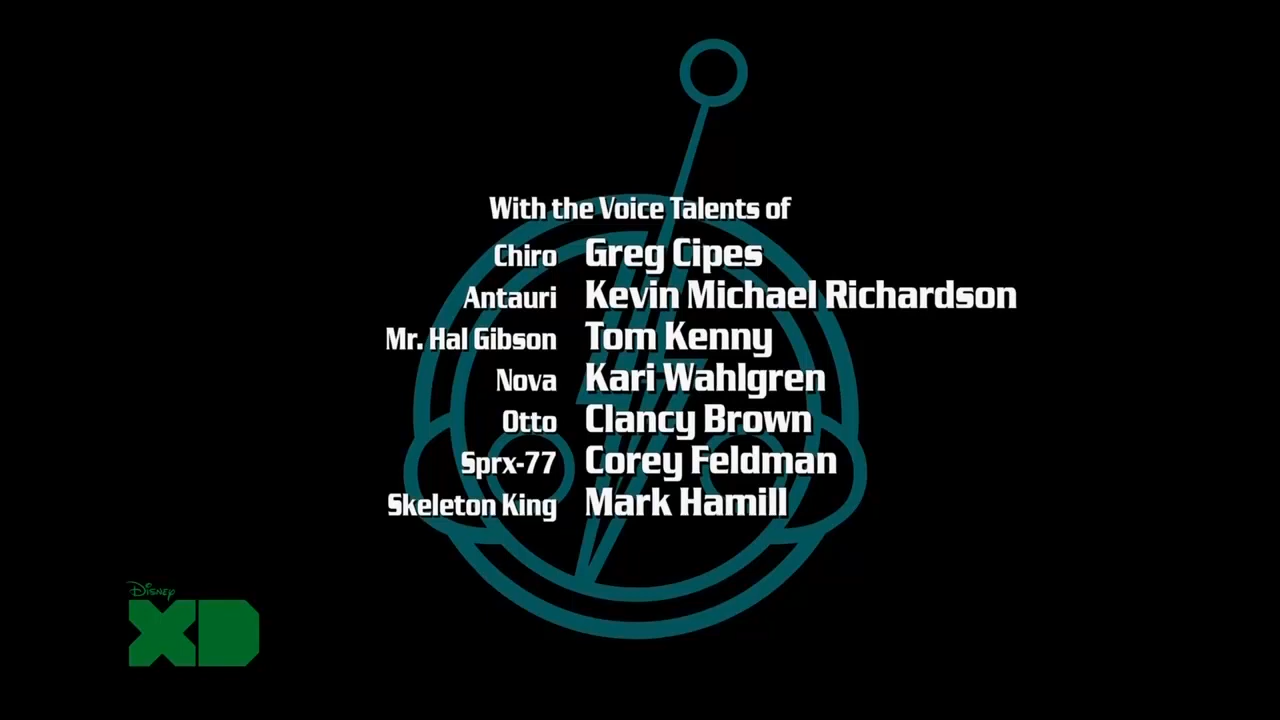 With the Voice Talents of
Chiro Greg Cipes
Antauri Kevin Michael Richardson
Mr. Hal Gibson Tom Kenny
Nova Kari Wahlgren
Otto Clancy Brown
Sprx-77 Corey Feldman
Skeleton King Mark Hamill
Disney
XD